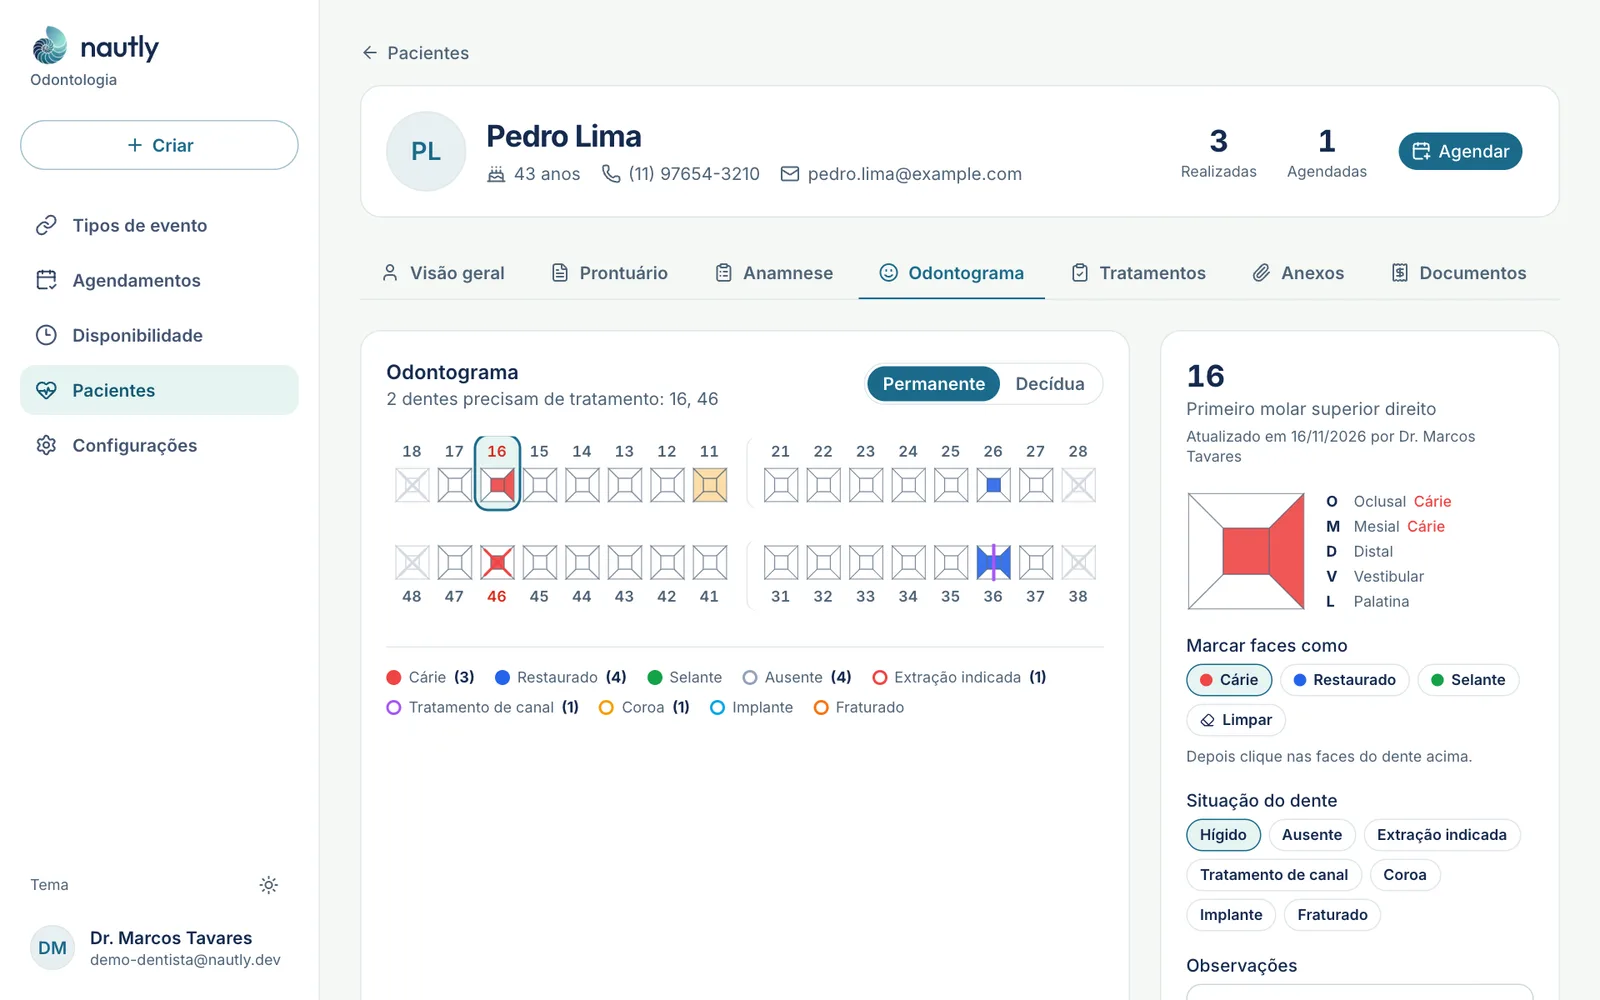 nautly
Odontologia
Criar
Tipos de evento
Agendamentos
Disponibilidade
Pacientes
Configurações
Tema
DM
Dr. Marcos Tavares
demo-dentista@nautly.dev
Pacientes
PL
Pedro Lima
43 anos (11) 97654-3210 pedro.lima@example.com
3 Realizadas
1 Agendadas
Agendar
Visão geral Prontuário Anamnese Odontograma Tratamentos Anexos Documentos
Odontograma
2 dentes precisam de tratamento: 16, 46
Permanente Decídua
18 17 16 15 14 13 12 11 21 22 23 24 25 26 27 28
48 47 46 45 44 43 42 41 31 32 33 34 35 36 37 38
Cárie (3) Restaurado (4) Selante Ausente (4) Extração indicada (1)
Tratamento de canal (1) Coroa (1) Implante Fraturado
16
Primeiro molar superior direito
Atualizado em 16/11/2026 por Dr. Marcos
Tavares
O Oclusal Cárie
M Mesial Cárie
D Distal
V Vestibular
L Palatina
Marcar faces como
Cárie Restaurado Selante
Limpar
Depois clique nas faces do dente acima.
Situação do dente
Hígido Ausente Extração indicada
Tratamento de canal Coroa
Implante Fraturado
Observações